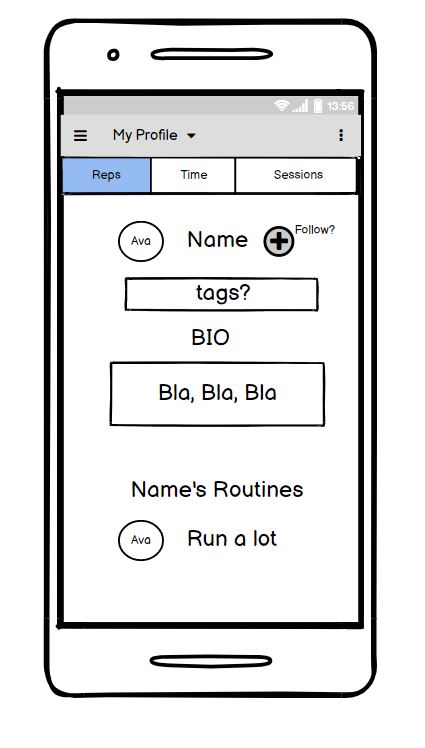 13:56
My Profile
Reps Time Sessions
Ava Name Follow?
tags?
BIO
Bla, Bla, Bla
Name's Routines
Ava Run a lot